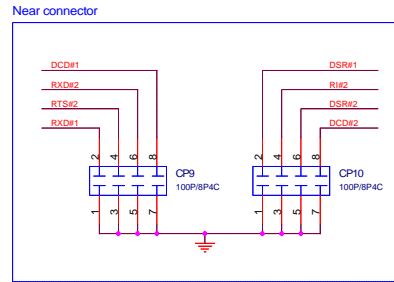 Near connector
DCD#1
RXD#2
RTS#2
RXD#1
DSR#1
RI#2
DSR#2
DCD#2
2 4 6 8
CP9
100P/8P4C
1 3 5 7
2 4 6 8
CP10
100P/8P4C
1 3 5 7